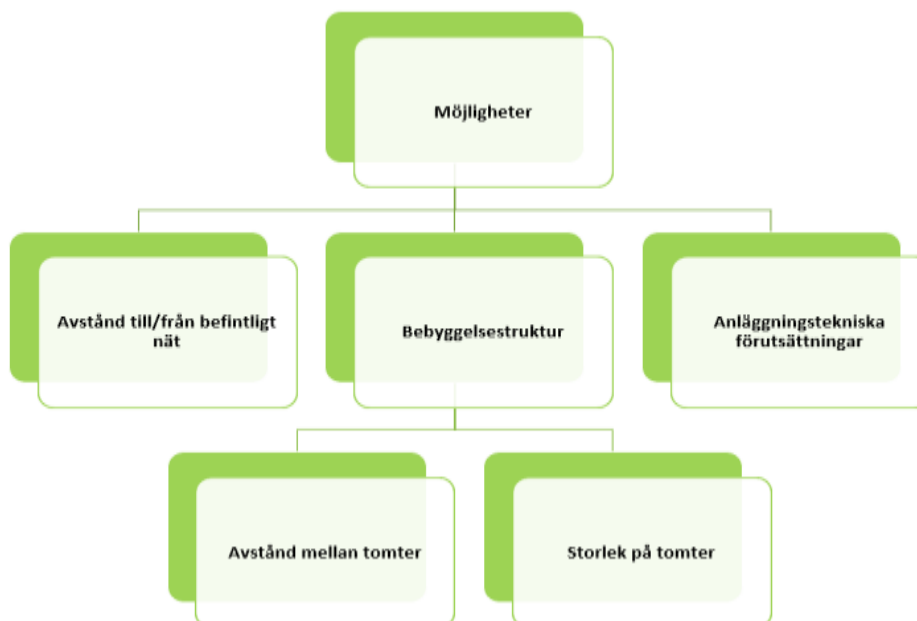 Möjligheter
Avstånd till/från befintligt
nät
Bebyggelsestruktur
Anläggningstekniska
förutsättningar
Avstånd mellan tomter
Storlek på tomter